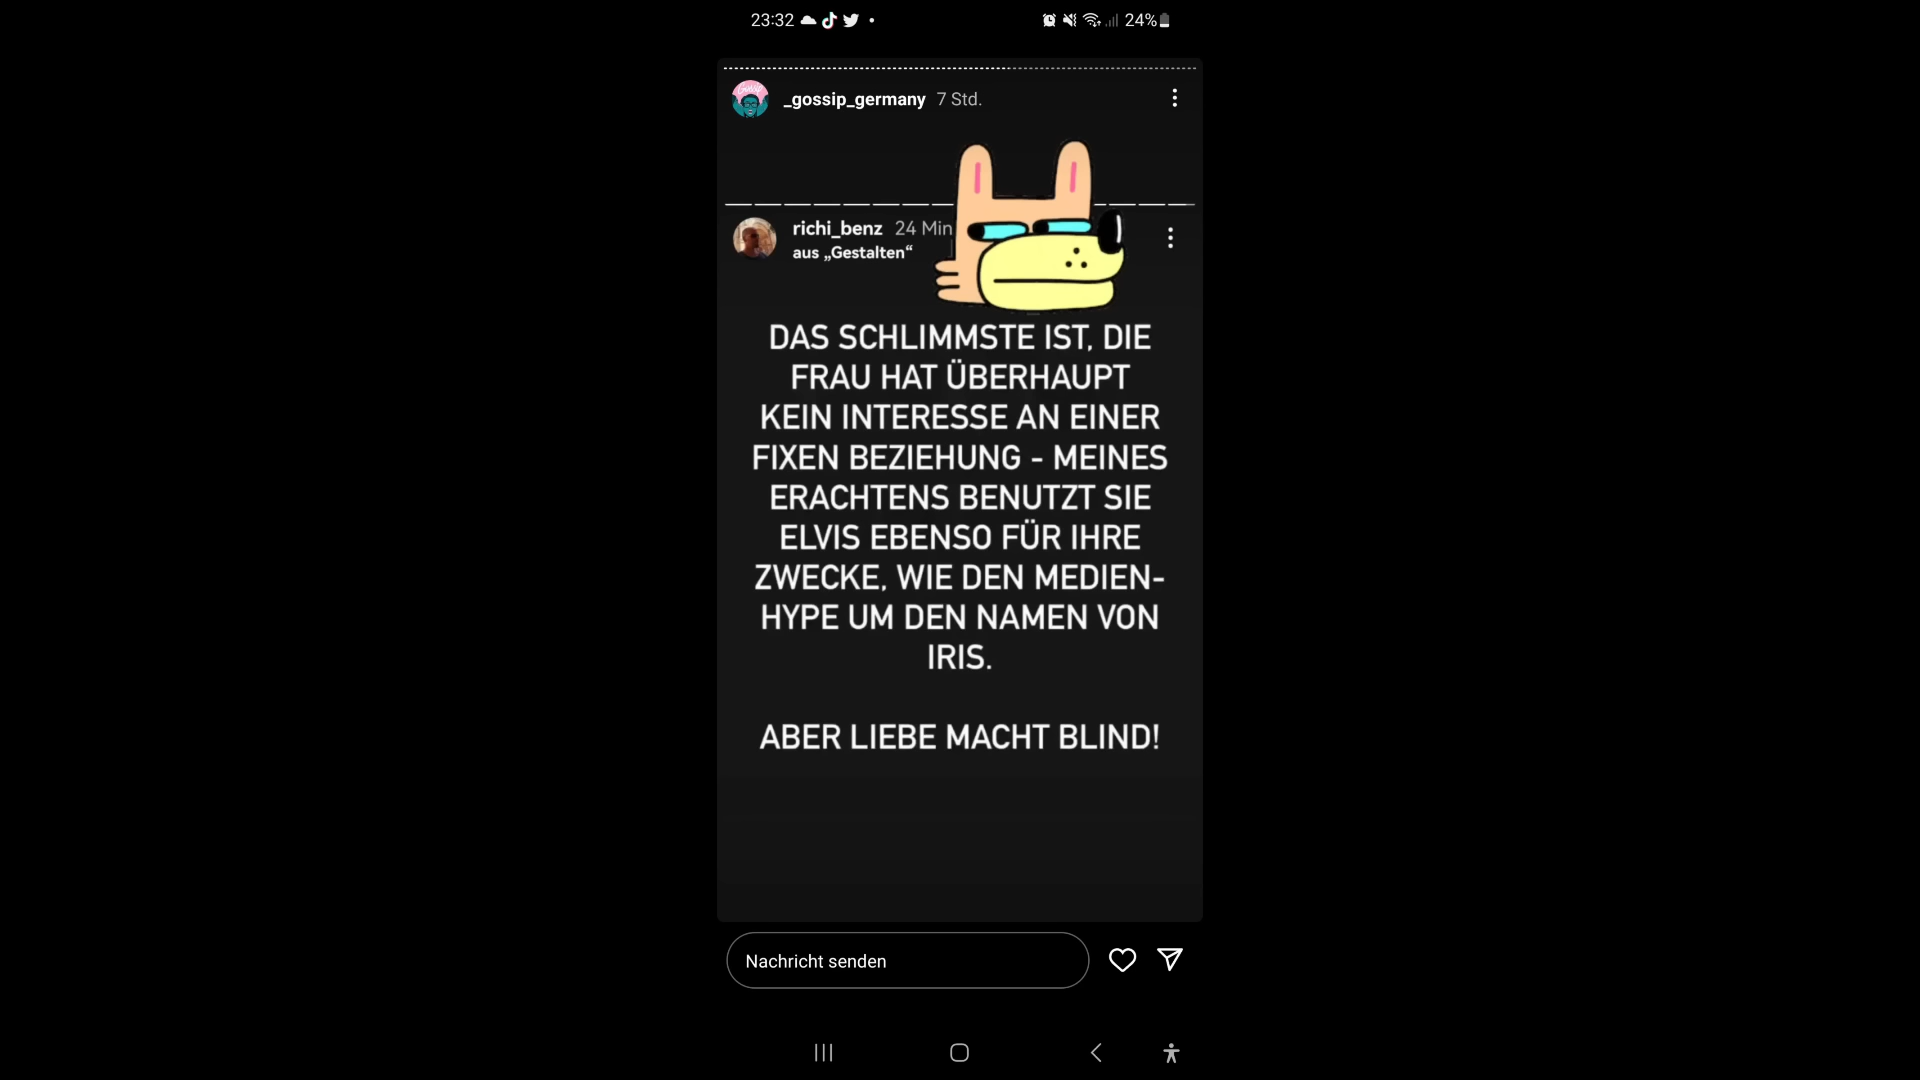 23:32
24%
_gossip_germany 7 Std.
richi_benz 24 Min
aus „Gestalten“
DAS SCHLIMMSTE IST, DIE
FRAU HAT ÜBERHAUPT
KEIN INTERESSE AN EINER
FIXEN BEZIEHUNG - MEINES
ERACHTENS BENUTZT SIE
ELVIS EBENSO FÜR IHRE
ZWECKE, WIE DEN MEDIEN-
HYPE UM DEN NAMEN VON
IRIS.
ABER LIEBE MACHT BLIND!
Nachricht senden